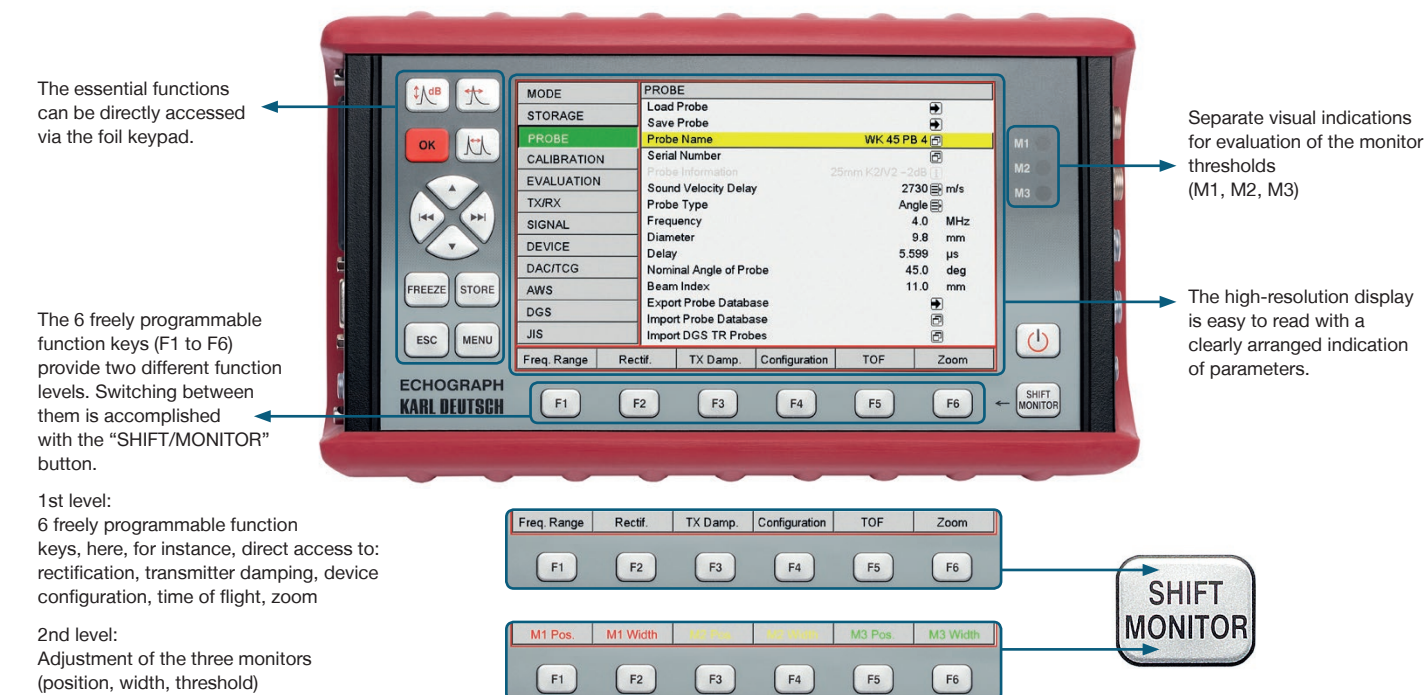 The essential functions
can be directly accessed
via the foil keypad.
The 6 freely programmable
function keys (F1 to F6)
provide two different function
levels. Switching between
them is accomplished
with the “SHIFT/MONITOR”
button.
1st level:
6 freely programmable function
keys, here, for instance, direct access to:
rectification, transmitter damping, device
configuration, time of flight, zoom
2nd level:
Adjustment of the three monitors
(position, width, threshold)
dB
OK
FREEZE STORE
ESC MENU
ECHOGRAPH
KARL DEUTSCH
MODE
STORAGE
PROBE
CALIBRATION
EVALUATION
TX/RX
SIGNAL
DEVICE
DAC/TCG
AWS
DGS
JIS
PROBE
Load Probe
Save Probe
Probe Name WK 45 PB 4
Serial Number
Probe Information 25mm K2/V2 -2dB
Sound Velocity Delay 2730 m/s
Probe Type Angle
Frequency 4.0 MHz
Diameter 9.8 mm
Delay 5.599 µs
Nominal Angle of Probe 45.0 deg
Beam Index 11.0 mm
Export Probe Database
Import Probe Database
Import DGS TR Probes
Freq. Range Rectif. TX Damp. Configuration TOF Zoom
F1 F2 F3 F4 F5 F6
← SHIFT
MONITOR
M1
M2
M3
Separate visual indications
for evaluation of the monitor
thresholds
(M1, M2, M3)
The high-resolution display
is easy to read with a
clearly arranged indication
of parameters.
Freq. Range Rectif. TX Damp. Configuration TOF Zoom
F1 F2 F3 F4 F5 F6
M1 Pos. M1 Width M2 Pos. M2 Width M3 Pos. M3 Width
F1 F2 F3 F4 F5 F6
SHIFT
MONITOR